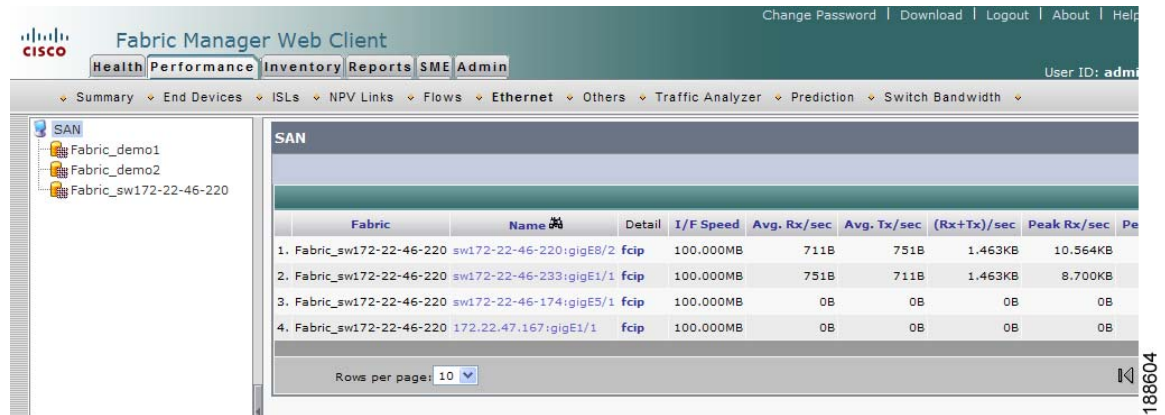 Change Password | Download | Logout | About | Help
CISCO
Fabric Manager Web Client
Health Performance Inventory Reports SME Admin
User ID: admi
Summary End Devices ISLs NPV Links Flows Ethernet Others Traffic Analyzer Prediction Switch Bandwidth
SAN
Fabric_demo1
Fabric_demo2
Fabric_sw172-22-46-220
SAN
Fabric Name Detail I/F Speed Avg. Rx/sec Avg. Tx/sec (Rx+Tx)/sec Peak Rx/sec Pe
1. Fabric_sw172-22-46-220 sw172-22-46-220:gigE8/2 fcip 100.000MB 711B 751B 1.463KB 10.564KB
2. Fabric_sw172-22-46-220 sw172-22-46-233:gigE1/1 fcip 100.000MB 751B 711B 1.463KB 8.700KB
3. Fabric_sw172-22-46-220 sw172-22-46-174:gigE5/1 fcip 100.000MB 0B 0B 0B 0B
4. Fabric_sw172-22-46-220 172.22.47.167:gigE1/1 fcip 100.000MB 0B 0B 0B 0B
Rows per page: 10
188604